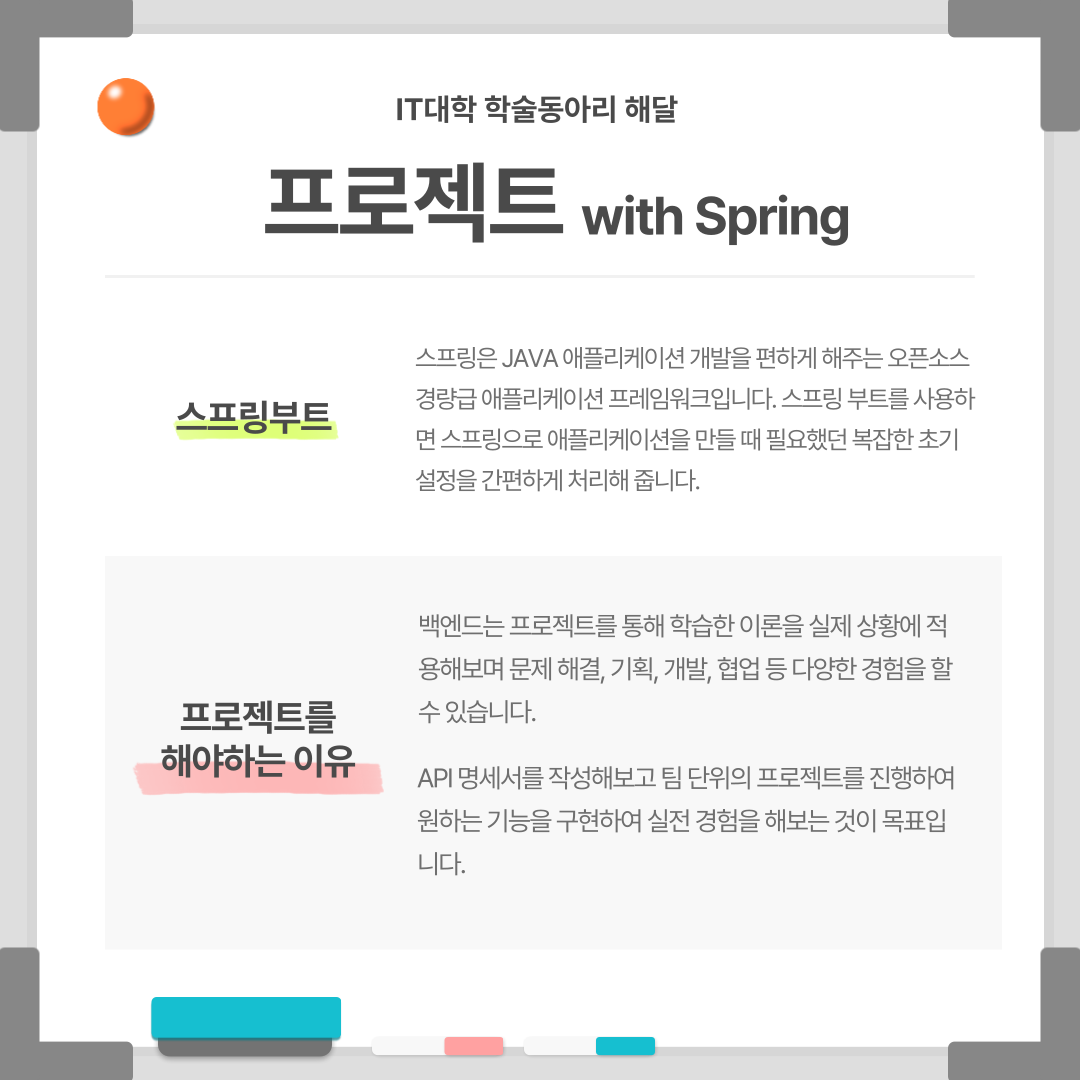 IT대학 학술동아리 해달
프로젝트 with Spring
스프링부트
스프링은 JAVA 애플리케이션 개발을 편하게 해주는 오픈소스
경량급 애플리케이션 프레임워크입니다. 스프링 부트를 사용하
면 스프링으로 애플리케이션을 만들 때 필요했던 복잡한 초기
설정을 간편하게 처리해 줍니다.
프로젝트를
해야하는 이유
백엔드는 프로젝트를 통해 학습한 이론을 실제 상황에 적
용해보며 문제 해결, 기획, 개발, 협업 등 다양한 경험을 할
수 있습니다.
API 명세서를 작성해보고 팀 단위의 프로젝트를 진행하여
원하는 기능을 구현하여 실전 경험을 해보는 것이 목표입
니다.